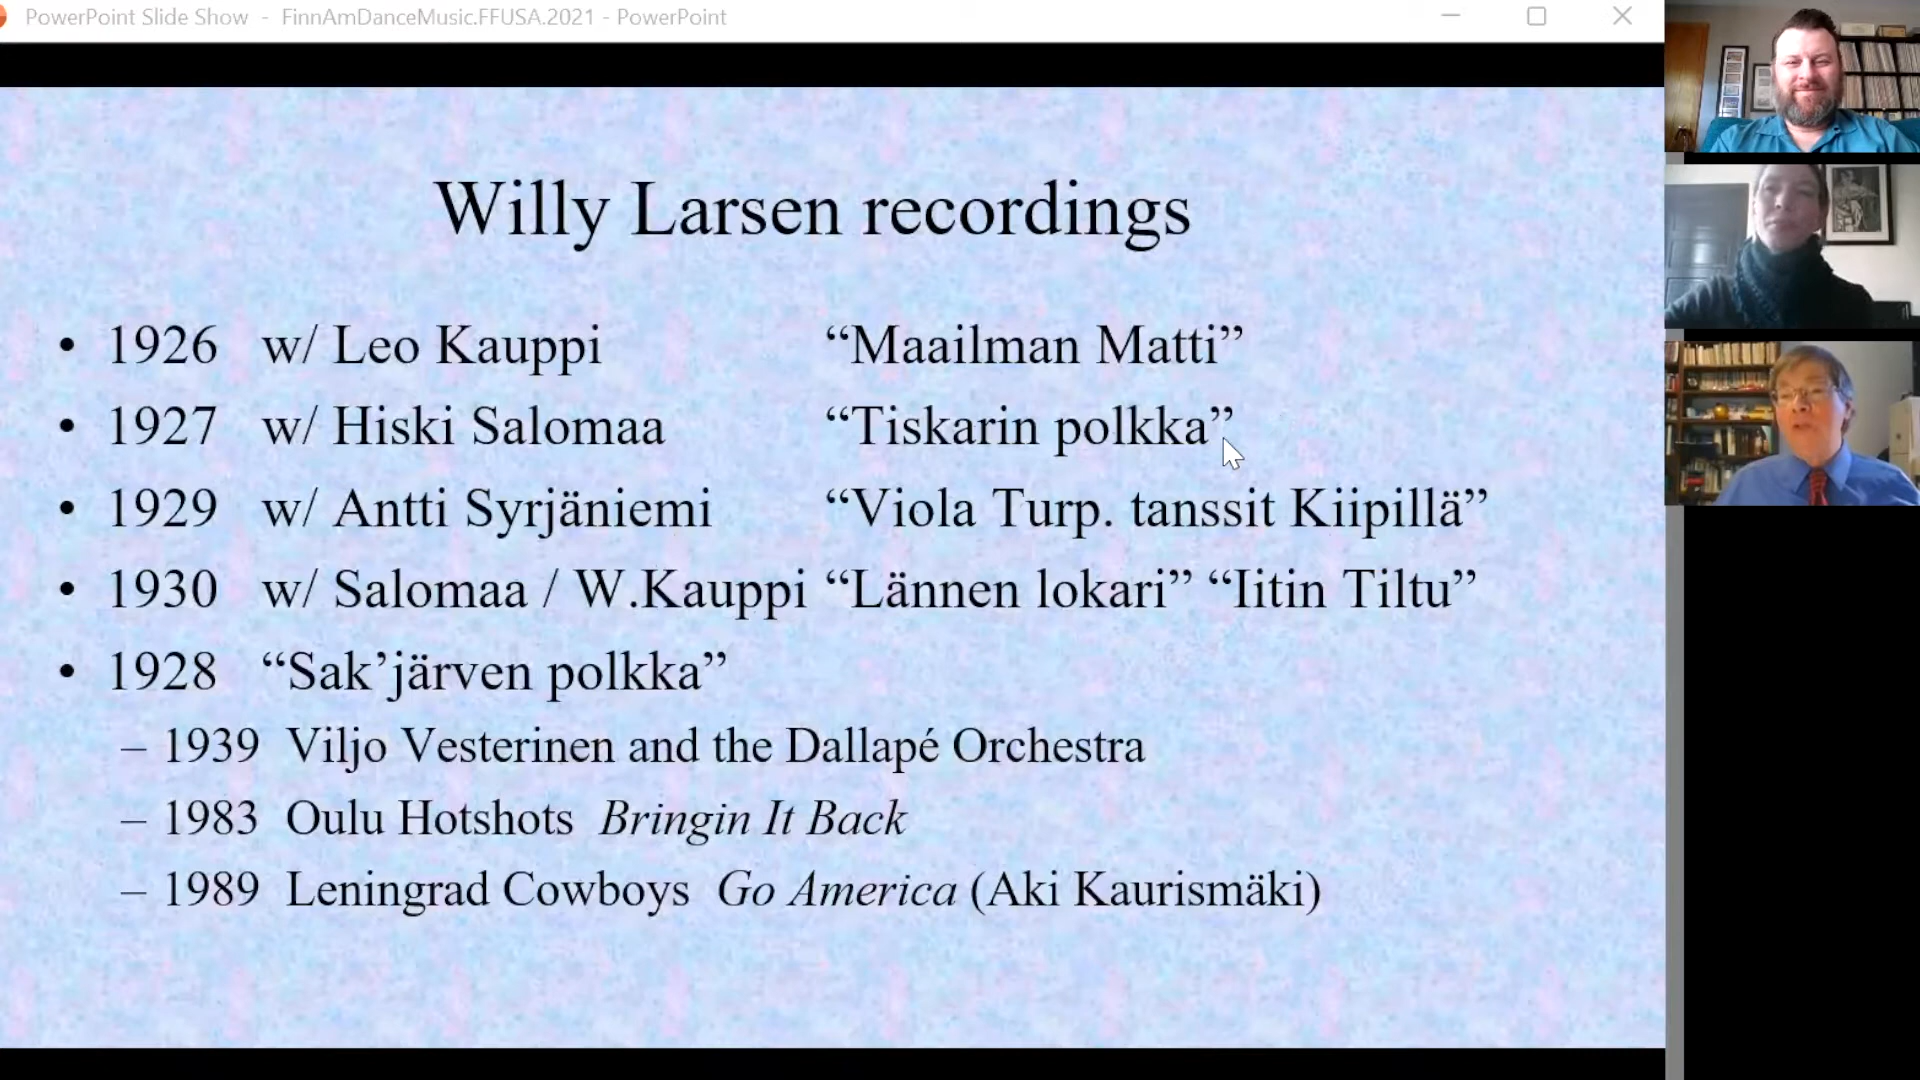 PowerPoint Slide Show - FinnAmDanceMusic.FFUSA.2021 - PowerPoint
Willy Larsen recordings
• 1926 w/ Leo Kauppi “Maailman Matti”
• 1927 w/ Hiski Salomaa “Tiskarin polkka”
• 1929 w/ Antti Syrjäniemi “Viola Turp. tanssit Kiipillä”
• 1930 w/ Salomaa / W.Kauppi “Lännen lokari” “Iitin Tiltu”
• 1928 “Sak’järven polkka”
– 1939 Viljo Vesterinen and the Dallapé Orchestra
– 1983 Oulu Hotshots Bringin It Back
– 1989 Leningrad Cowboys Go America (Aki Kaurismäki)